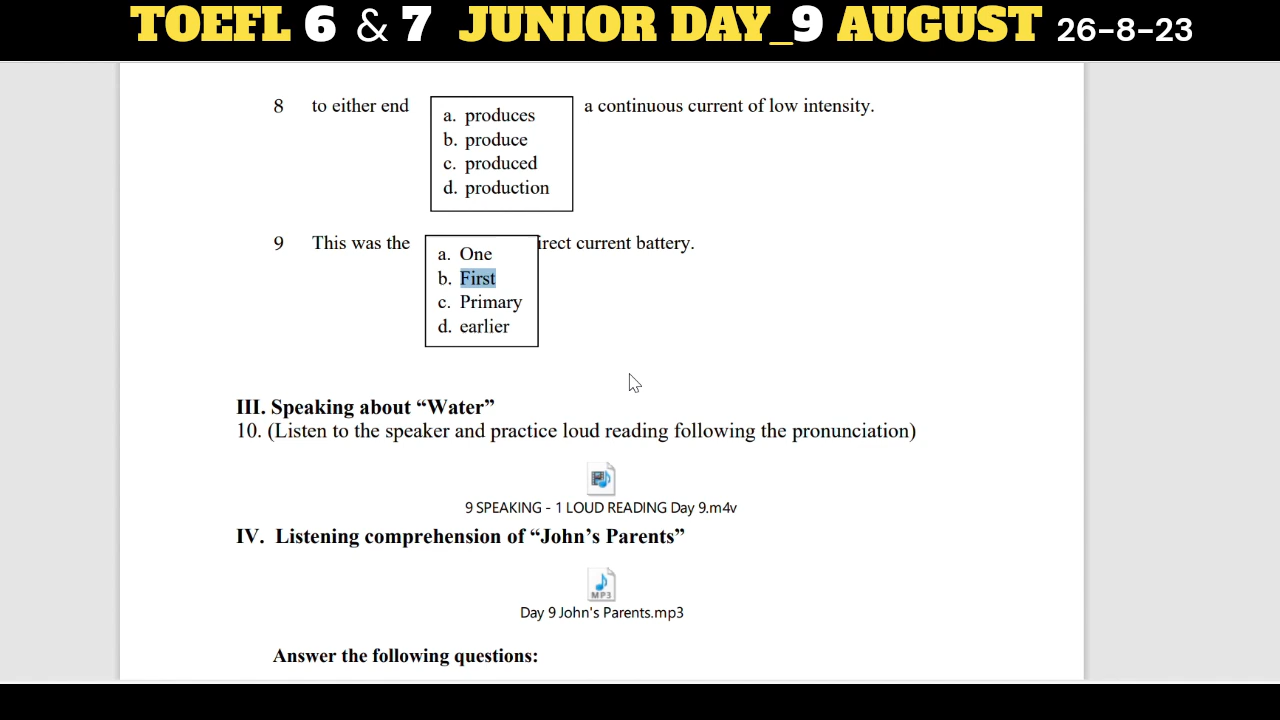 TOEFL 6 & 7 JUNIOR DAY_9 AUGUST 26-8-23
8 to either end a. produces a continuous current of low intensity.
b. produce
c. produced
d. production
9 This was the a. One irect current battery.
b. First
c. Primary
d. earlier
III. Speaking about “Water”
10. (Listen to the speaker and practice loud reading following the pronunciation)
9 SPEAKING - 1 LOUD READING Day 9.m4v
IV. Listening comprehension of “John’s Parents”
MP3
Day 9 John's Parents.mp3
Answer the following questions: